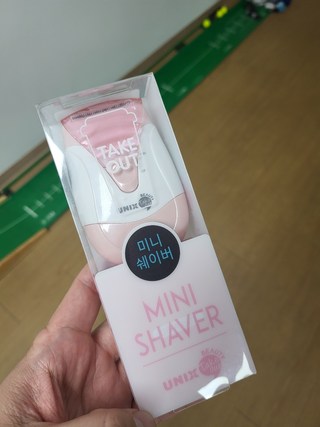 TAKE
OUT
UNIX
미니
쉐이버
MINI
SHAVER
UNIX